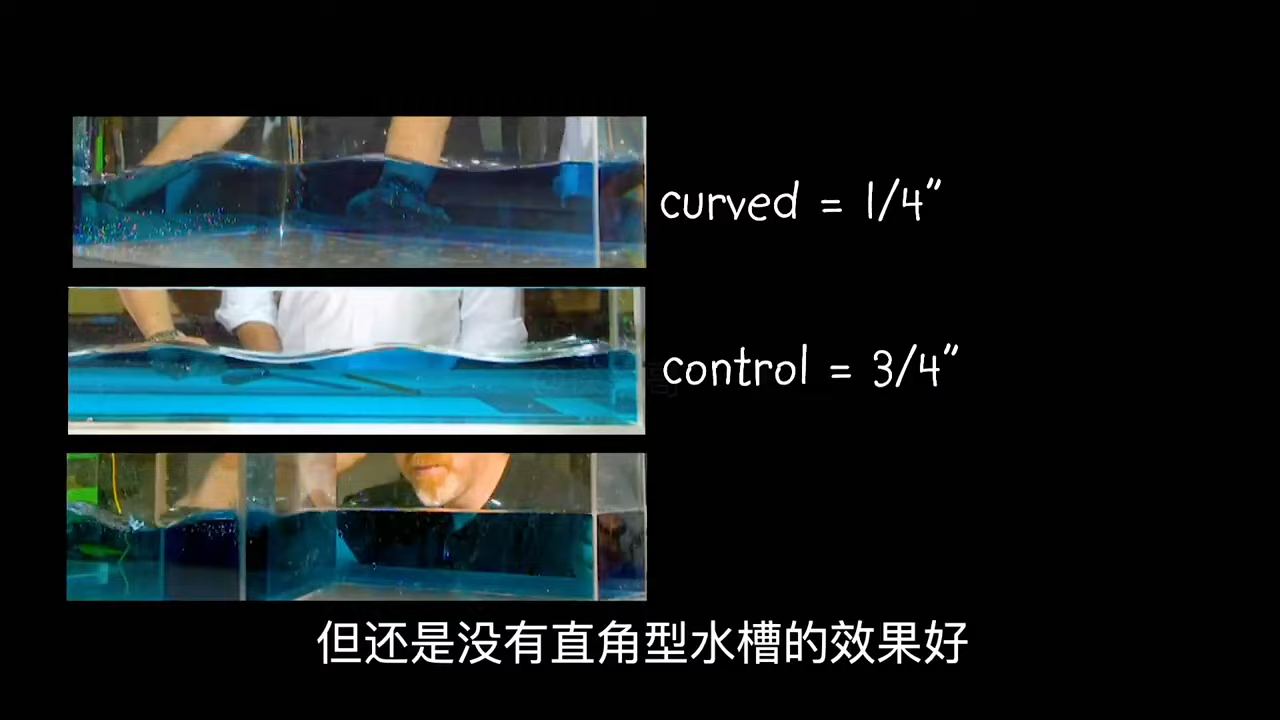 curved = 1/4"
control = 3/4"
但还是没有直角型水槽的效果好